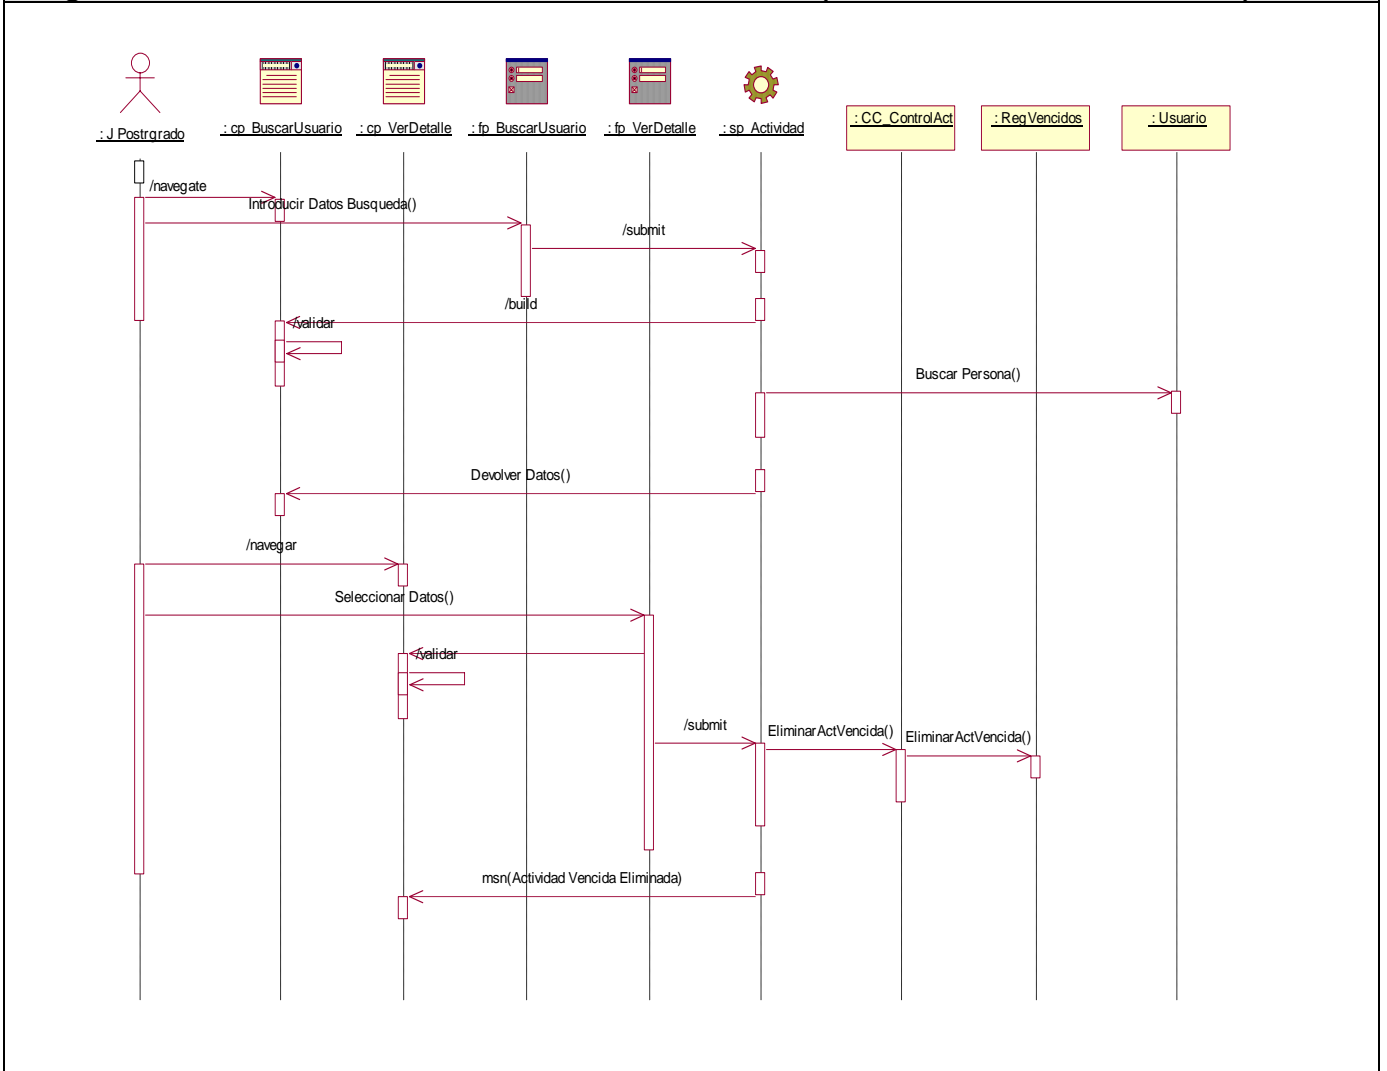 : J Postrgrado
: cp_BuscarUsuario
: cp_VerDetalle
: fp_BuscarUsuario
: fp_VerDetalle
: sp_Actividad
: CC_ControlAct
: RegVencidos
: Usuario
/navegate
Introducir Datos Busqueda()
/submit
/build
/validar
Buscar Persona()
Devolver Datos()
/navegar
Seleccionar Datos()
/validar
/submit
EliminarActVencida()
EliminarActVencida()
msn(Actividad Vencida Eliminada)